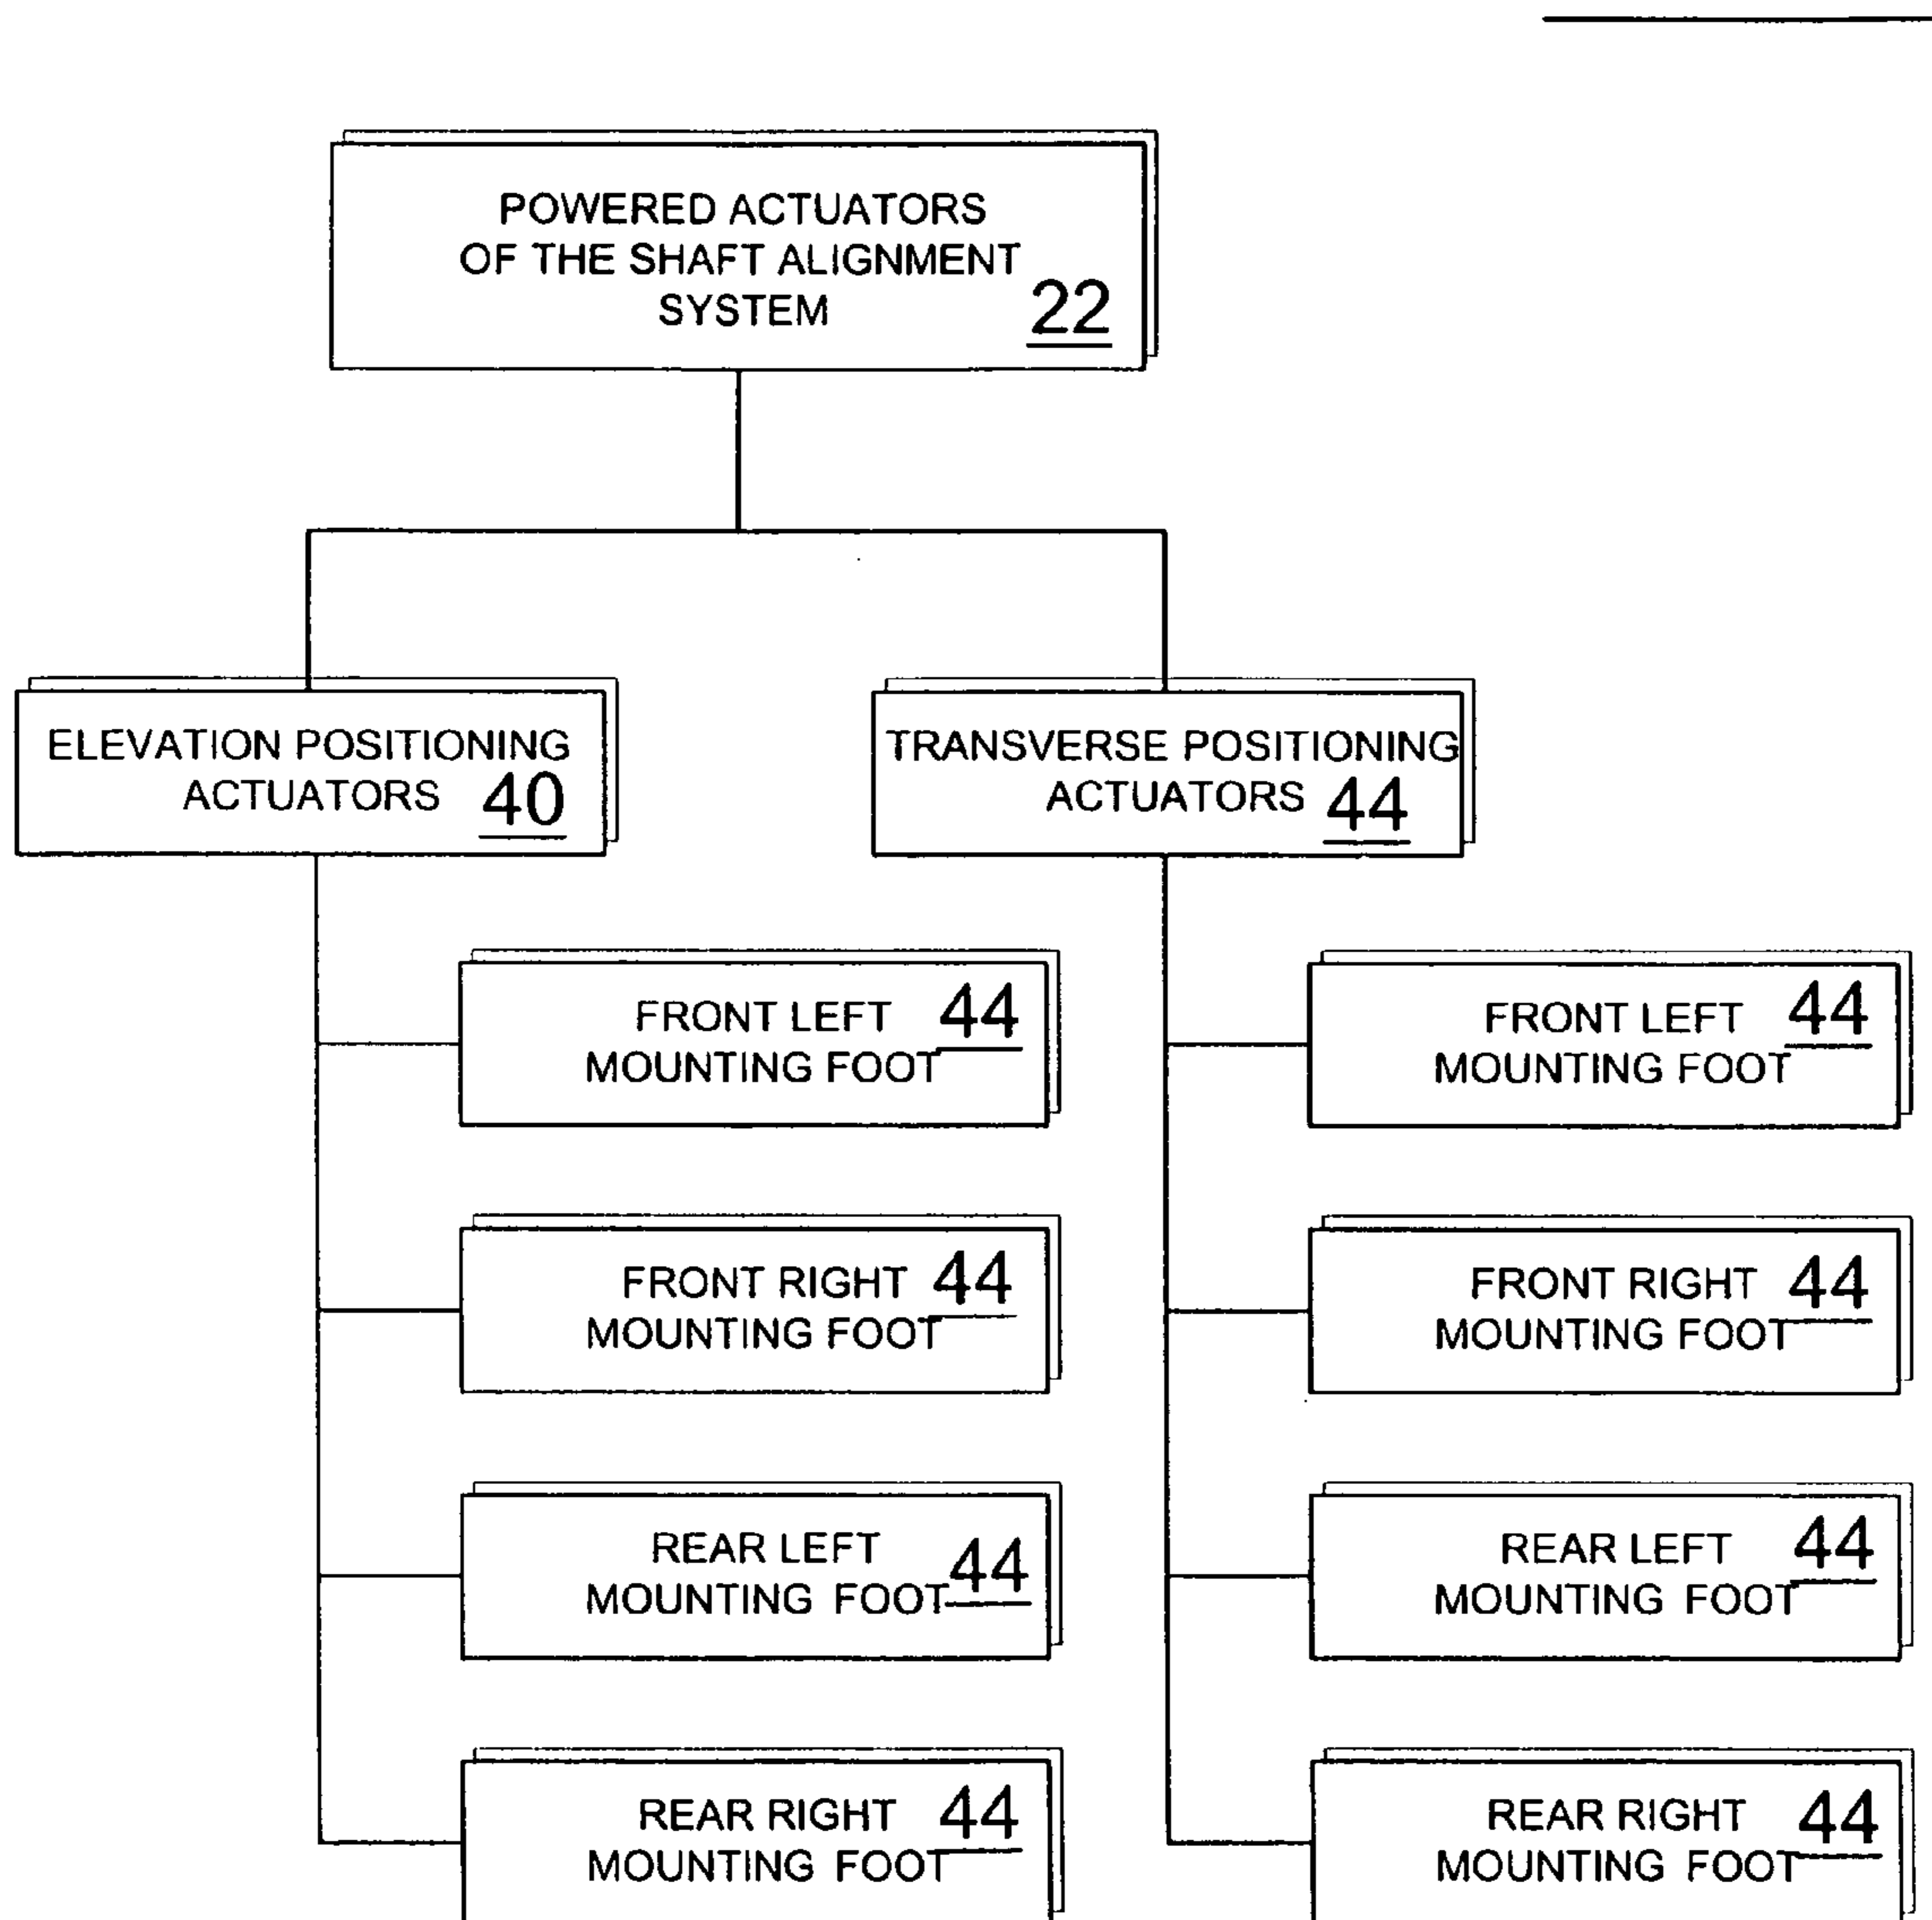 POWERED ACTUATORS
OF THE SHAFT ALIGNMENT
SYSTEM
22
ELEVATION POSITIONING
ACTUATORS 40
TRANSVERSE POSITIONING
ACTUATORS 44
FRONT LEFT 44
MOUNTING FOOT
FRONT RIGHT 44
MOUNTING FOOT
REAR LEFT 44
MOUNTING FOOT
REAR RIGHT 44
MOUNTING FOOT
FRONT LEFT 44
MOUNTING FOOT
FRONT RIGHT 44
MOUNTING FOOT
REAR LEFT 44
MOUNTING FOOT
REAR RIGHT 44
MOUNTING FOOT